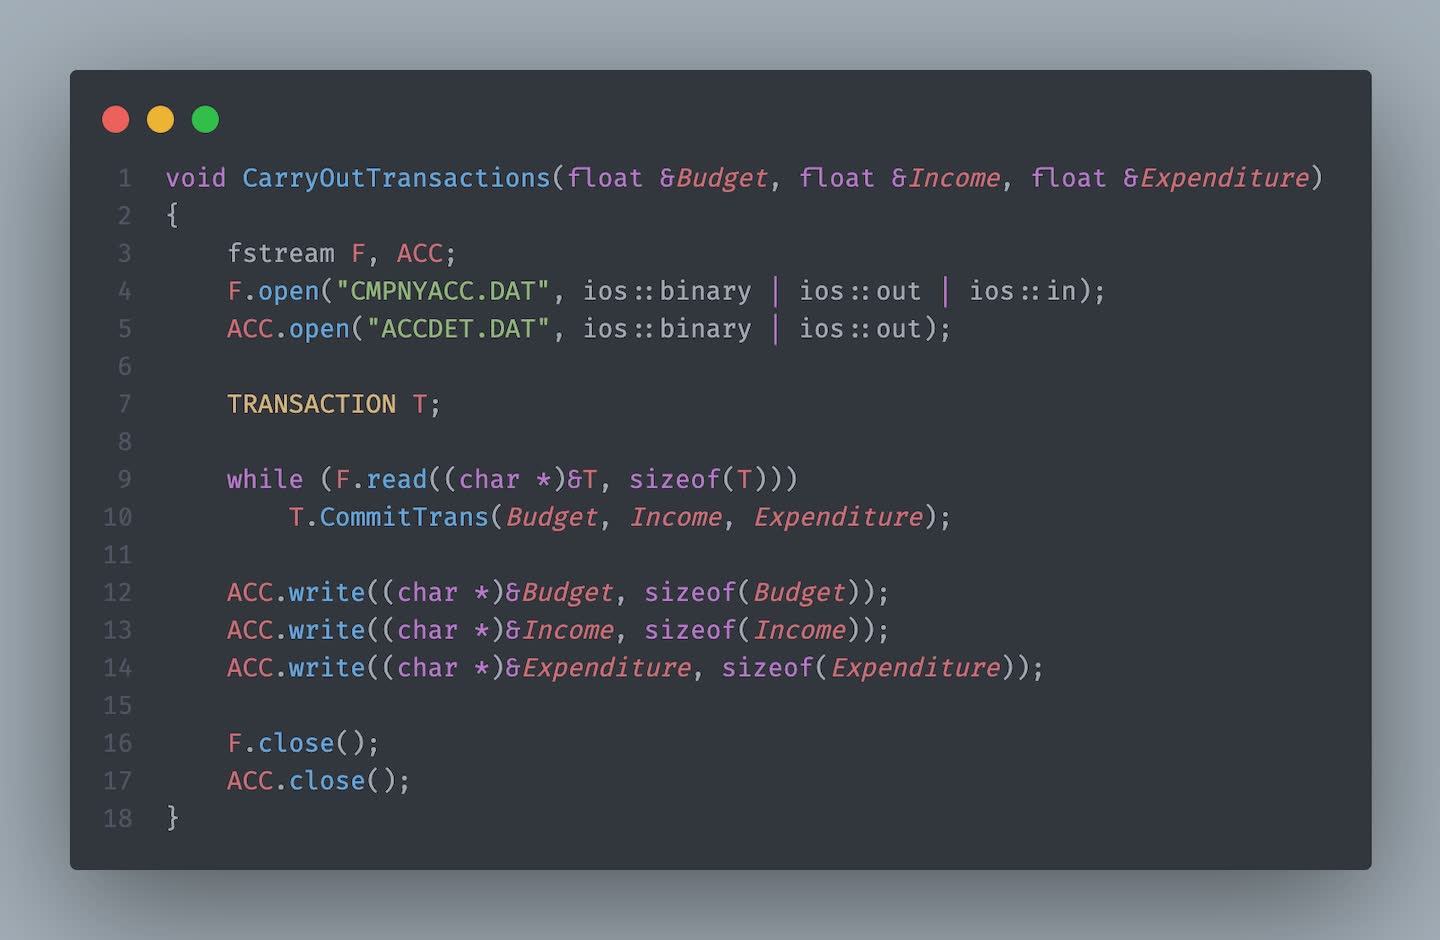 1 void CarryOutTransactions(float &Budget, float &Income, float &Expenditure)
2 {
3     fstream F, ACC;
4     F.open("CMPNYACC.DAT", ios::binary | ios::out | ios::in);
5     ACC.open("ACCDET.DAT", ios::binary | ios::out);
6
7     TRANSACTION T;
8
9     while (F.read((char *)&T, sizeof(T)))
10         T.CommitTrans(Budget, Income, Expenditure);
11
12     ACC.write((char *)&Budget, sizeof(Budget));
13     ACC.write((char *)&Income, sizeof(Income));
14     ACC.write((char *)&Expenditure, sizeof(Expenditure));
15
16     F.close();
17     ACC.close();
18 }